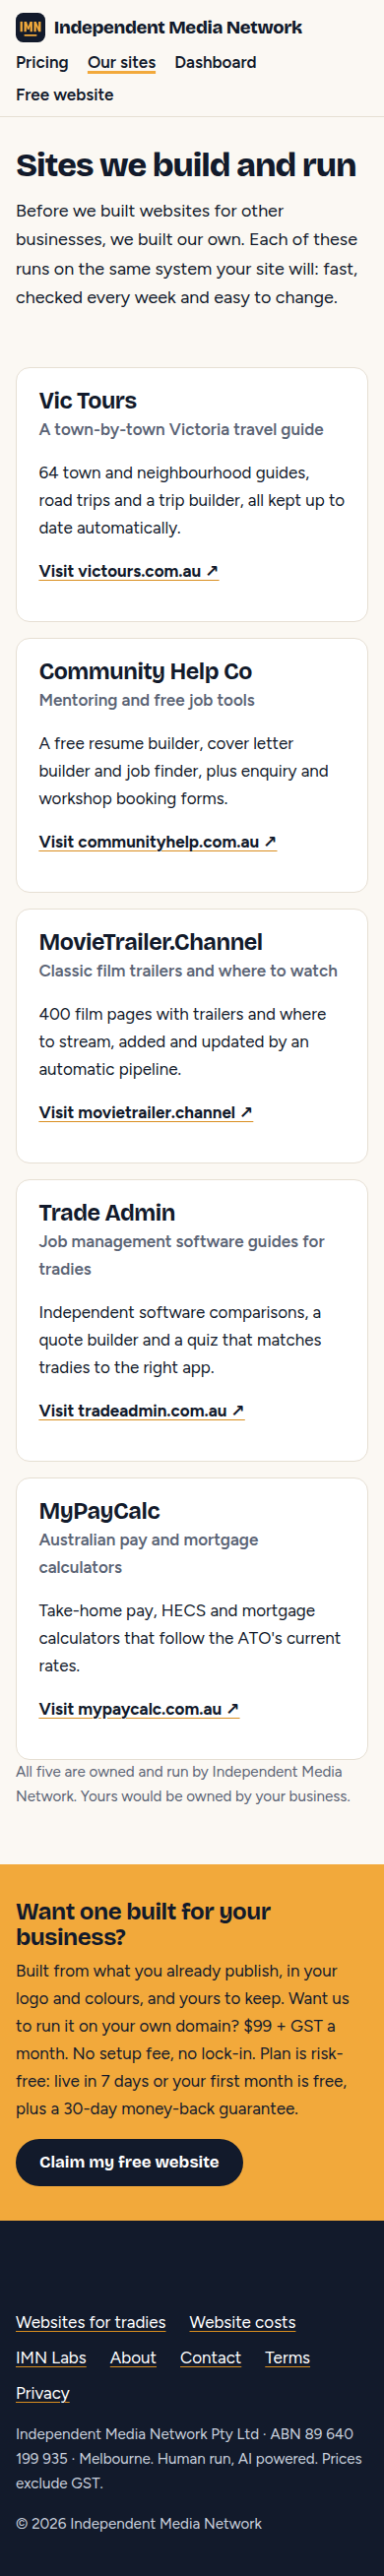 IMN Independent Media Network
Pricing Our sites Dashboard
Free website
Sites we build and run
Before we built websites for other
businesses, we built our own. Each of these
runs on the same system your site will: fast,
checked every week and easy to change.
Vic Tours
A town-by-town Victoria travel guide
64 town and neighbourhood guides,
road trips and a trip builder, all kept up to
date automatically.
Visit victours.com.au ↗
Community Help Co
Mentoring and free job tools
A free resume builder, cover letter
builder and job finder, plus enquiry and
workshop booking forms.
Visit communityhelp.com.au ↗
MovieTrailer.Channel
Classic film trailers and where to watch
400 film pages with trailers and where
to stream, added and updated by an
automatic pipeline.
Visit movietrailer.channel ↗
Trade Admin
Job management software guides for
tradies
Independent software comparisons, a
quote builder and a quiz that matches
tradies to the right app.
Visit tradeadmin.com.au ↗
MyPayCalc
Australian pay and mortgage
calculators
Take-home pay, HECS and mortgage
calculators that follow the ATO's current
rates.
Visit mypaycalc.com.au ↗
All five are owned and run by Independent Media
Network. Yours would be owned by your business.
Want one built for your
business?
Built from what you already publish, in your
logo and colours, and yours to keep. Want us
to run it on your own domain? $99 + GST a
month. No setup fee, no lock-in. Plan is risk-
free: live in 7 days or your first month is free,
plus a 30-day money-back guarantee.
Claim my free website
Websites for tradies Website costs
IMN Labs About Contact Terms
Privacy
Independent Media Network Pty Ltd · ABN 89 640
199 935 · Melbourne. Human run, AI powered. Prices
exclude GST.
© 2026 Independent Media Network